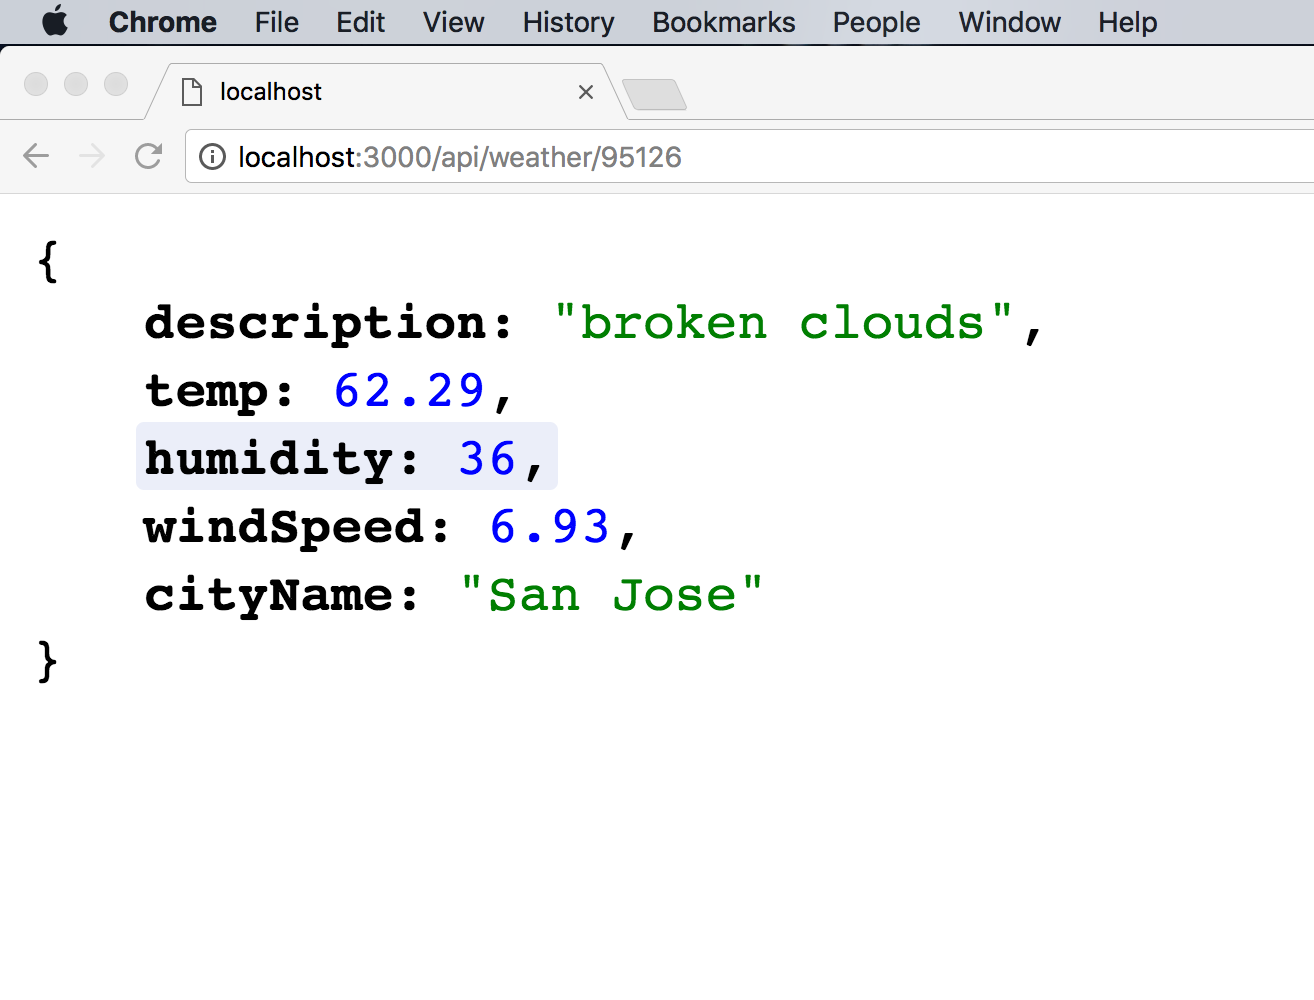 Chrome File Edit View History Bookmarks People Window Help
localhost
localhost:3000/api/weather/95126
{
description: "broken clouds",
temp: 62.29,
humidity: 36,
windSpeed: 6.93,
cityName: "San Jose"
}